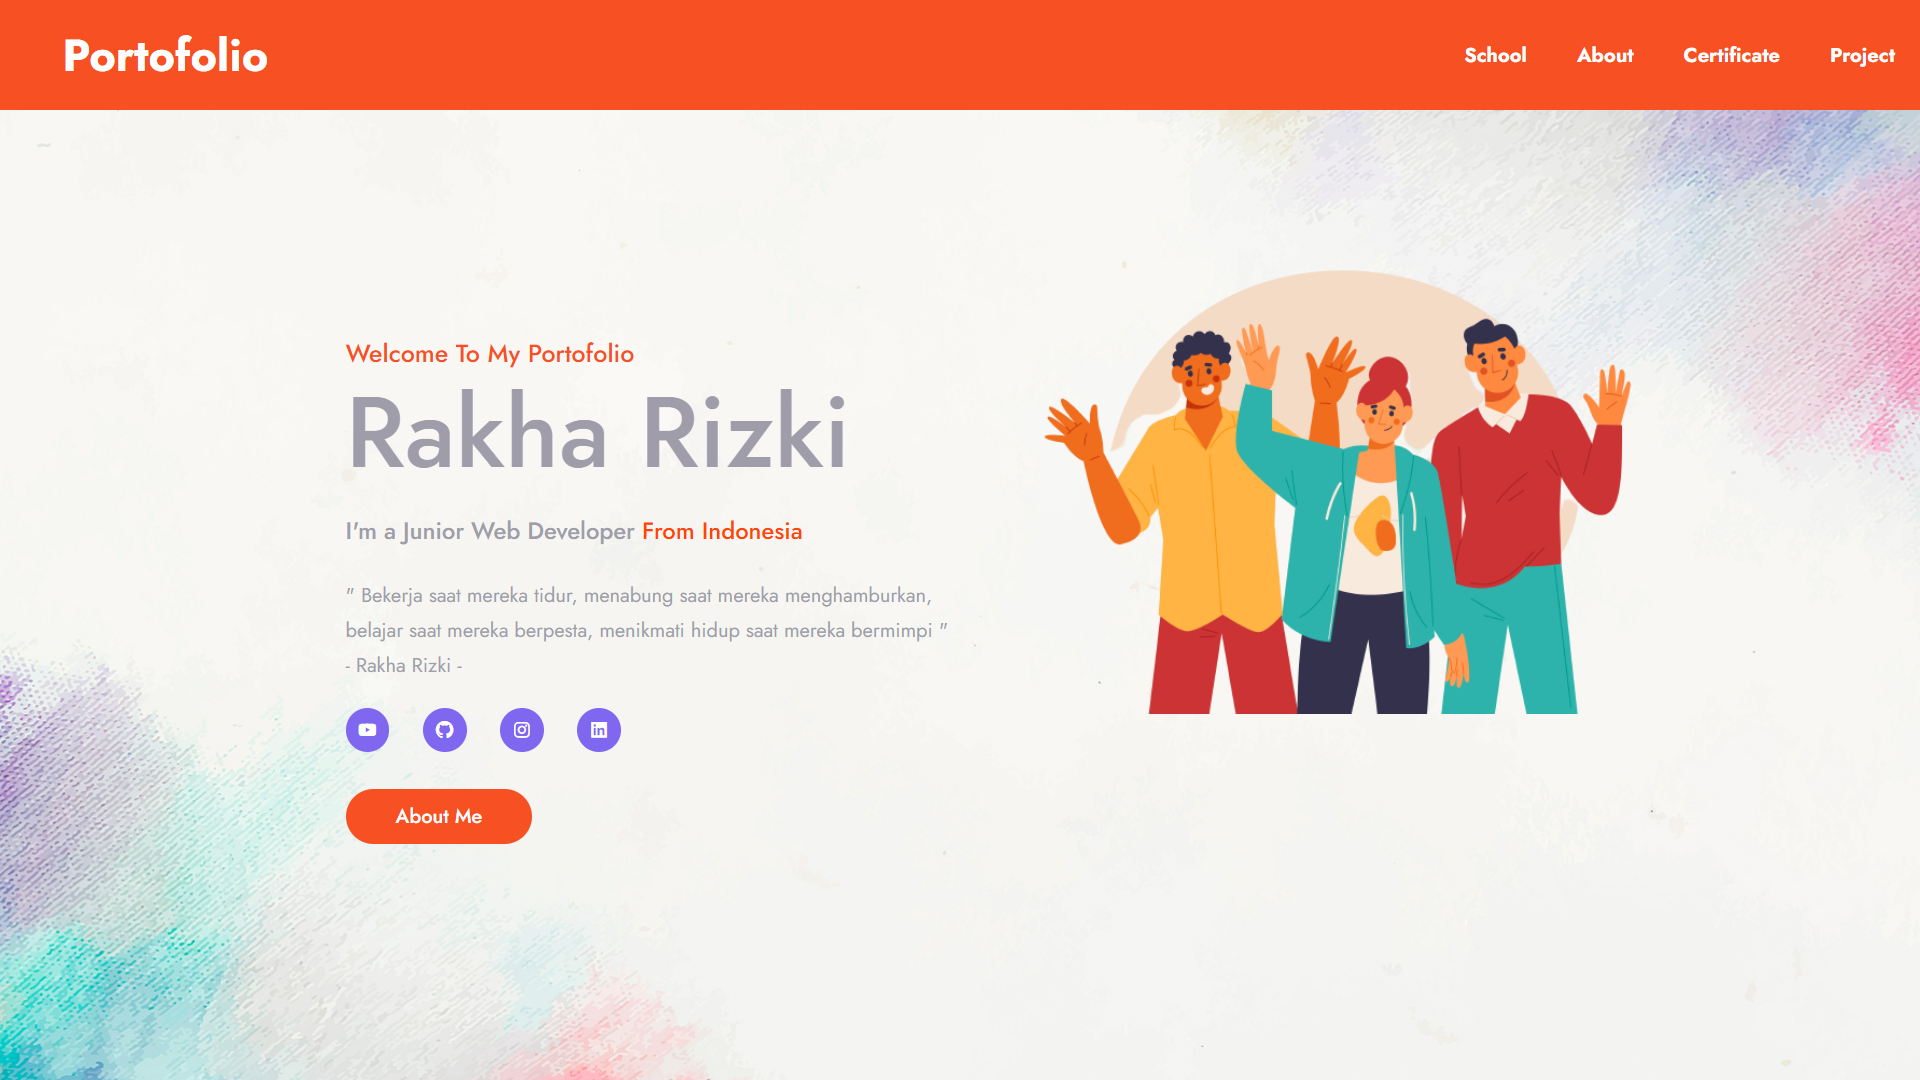 Portofolio
School About Certificate Project
Welcome To My Portofolio
Rakha Rizki
I'm a Junior Web Developer From Indonesia
" Bekerja saat mereka tidur, menabung saat mereka menghamburkan,
belajar saat mereka berpesta, menikmati hidup saat mereka bermimpi "
- Rakha Rizki -
in
About Me